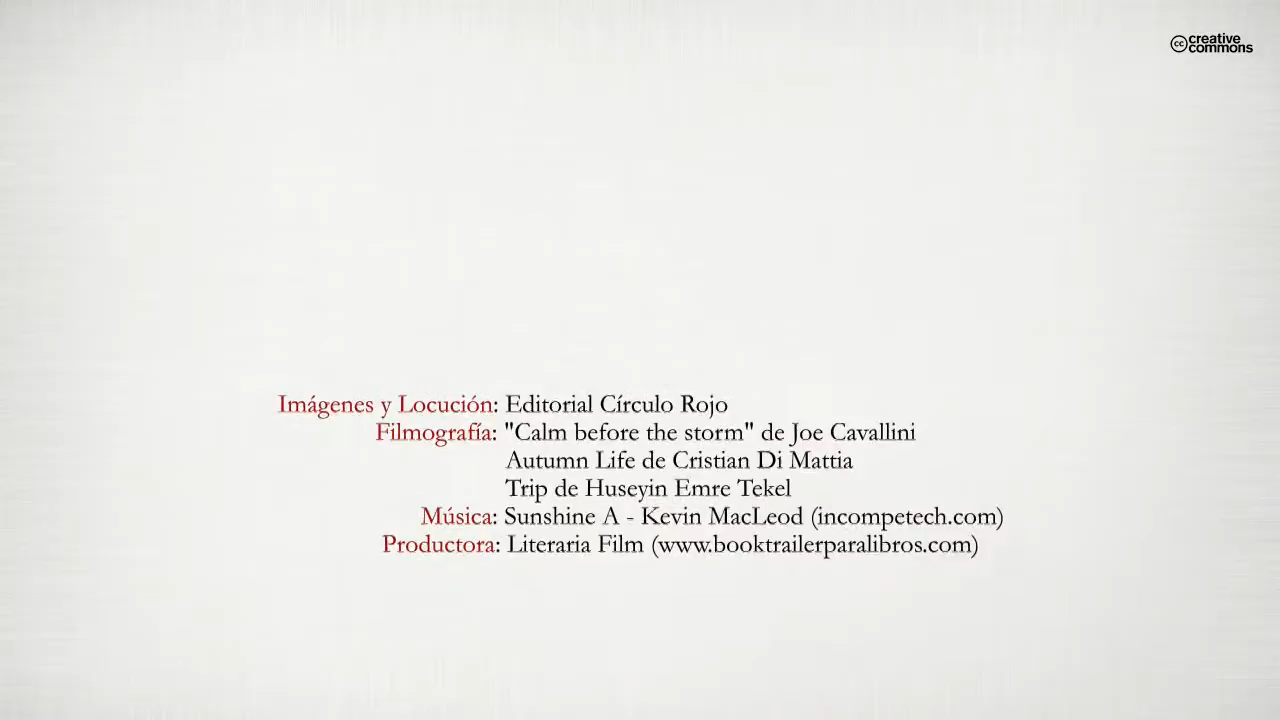 creative
commons
Imágenes y Locución: Editorial Círculo Rojo
Filmografía: "Calm before the storm" de Joe Cavallini
Autumn Life de Cristian Di Mattia
Trip de Huseyin Emre Tekel
Música: Sunshine A - Kevin MacLeod (incompetech.com)
Productora: Literaria Film (www.booktrailerparalibros.com)